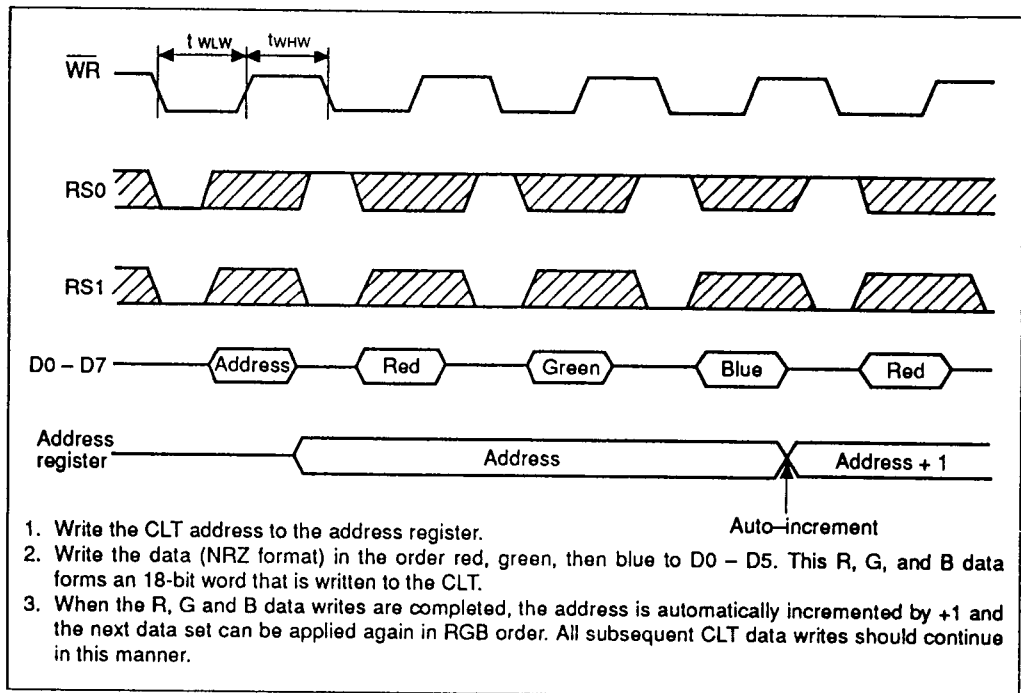 t WLW tWHW
WR
RS0
RS1
D0 – D7 Address Red Green Blue Red
Address
register Address Address + 1
Auto–increment
1. Write the CLT address to the address register.
2. Write the data (NRZ format) in the order red, green, then blue to D0 – D5. This R, G, and B data
forms an 18-bit word that is written to the CLT.
3. When the R, G and B data writes are completed, the address is automatically incremented by +1 and
the next data set can be applied again in RGB order. All subsequent CLT data writes should continue
in this manner.